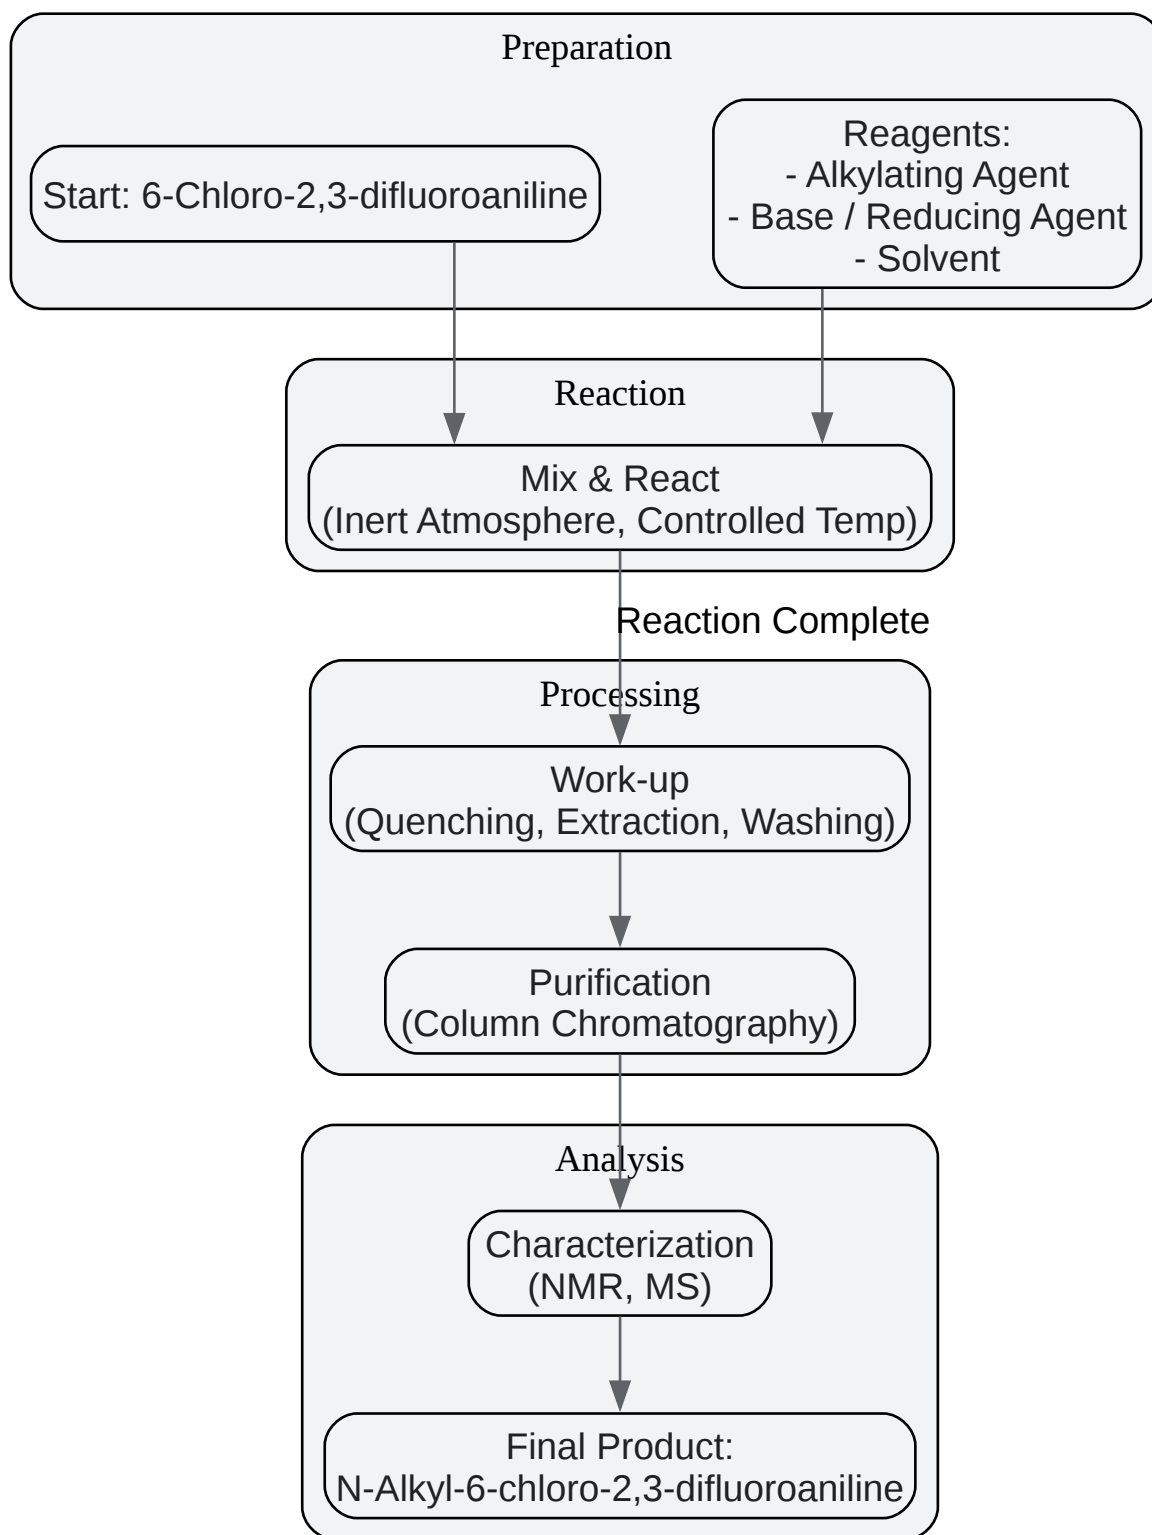 Preparation
Start: 6-Chloro-2,3-difluoroaniline
Reagents:
- Alkylating Agent
- Base / Reducing Agent
- Solvent
Reaction
Mix & React
(Inert Atmosphere, Controlled Temp)
Reaction Complete
Processing
Work-up
(Quenching, Extraction, Washing)
Purification
(Column Chromatography)
Analysis
Characterization
(NMR, MS)
Final Product:
N-Alkyl-6-chloro-2,3-difluoroaniline